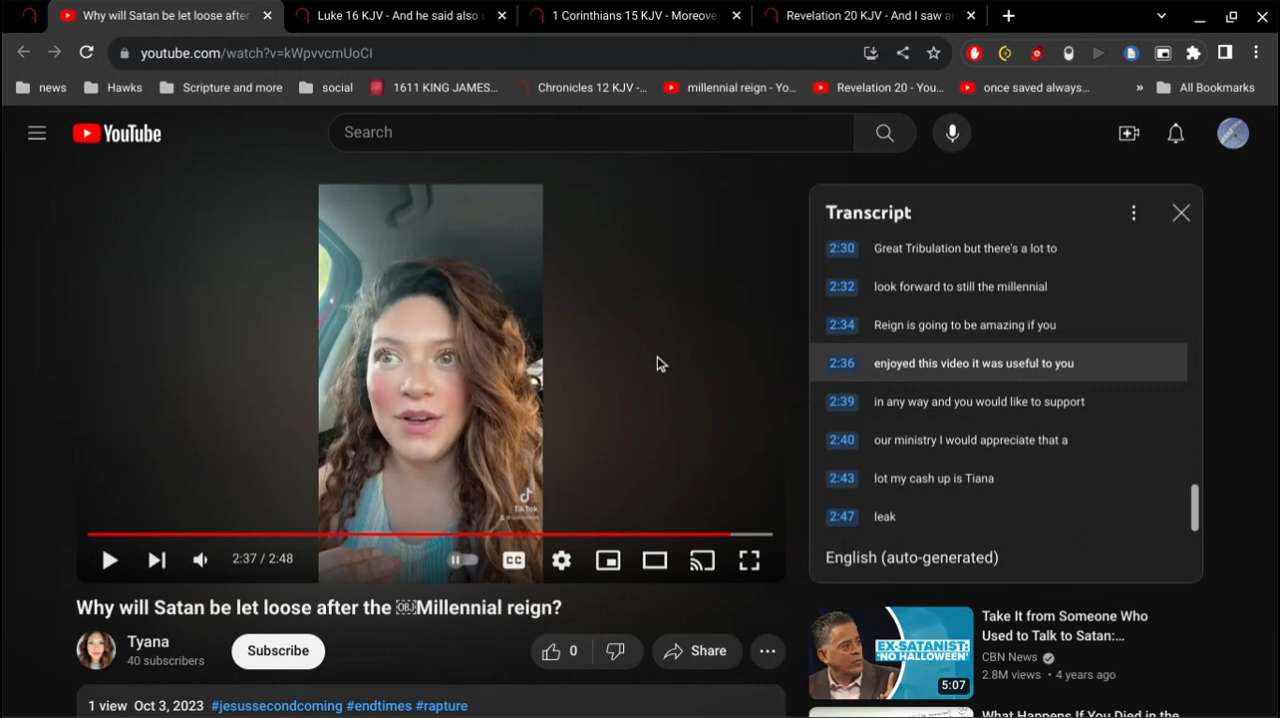 Why will Satan be let loose after
Luke 16 KJV - And he said also
1 Corinthians 15 KJV - Moreover
Revelation 20 KJV - And I saw an
youtube.com/watch?v=kWpvvcmUoCI
news
Hawks
Scripture and more
social
1611 KING JAMES...
Chronicles 12 KJV -...
millennial reign - Yo...
Revelation 20 - You...
once saved always...
»
All Bookmarks
YouTube
Search
Transcript
2:30 Great Tribulation but there's a lot to
2:32 look forward to still the millennial
2:34 Reign is going to be amazing if you
2:36 enjoyed this video it was useful to you
2:39 in any way and you would like to support
2:40 our ministry I would appreciate that a
2:43 lot my cash up is Tiana
2:47 leak
English (auto-generated)
TikTok
2:37 / 2:48
CC
Why will Satan be let loose after the OBJMillennial reign?
Tyana
40 subscribers
Subscribe
0
Share
1 view Oct 3, 2023 #jesussecondcoming #endtimes #rapture
EX-SATANIST:
'NO HALLOWEEN'
5:07
Take It from Someone Who
Used to Talk to Satan:...
CBN News
2.8M views • 4 years ago
What Happens If You Died in the